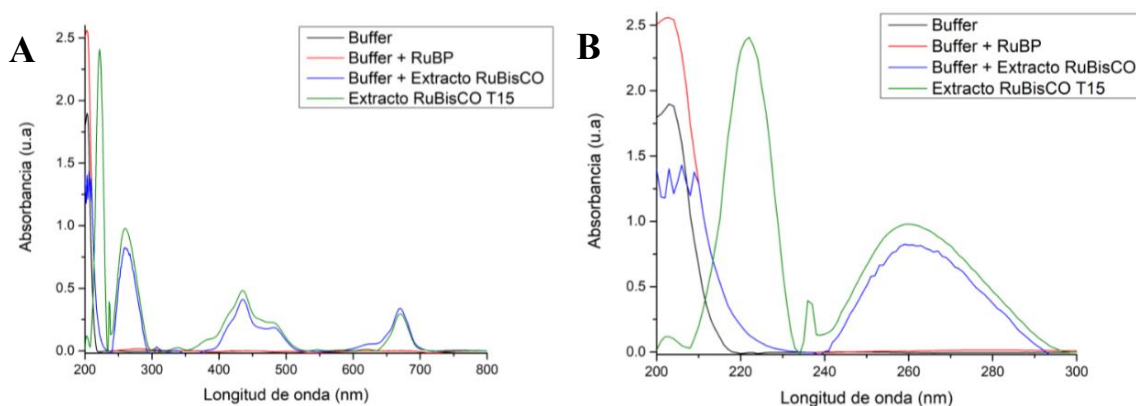 A
Absorbancia (u.a)
2.5
2.0
1.5
1.0
0.5
0.0
200 300 400 500 600 700 800
Longitud de onda (nm)
Buffer
Buffer + RuBP
Buffer + Extracto RuBisCO
Extracto RuBisCO T15
B
Absorbancia (u.a)
2.5
2.0
1.5
1.0
0.5
0.0
200 220 240 260 280 300
Longitud de onda (nm)
Buffer
Buffer + RuBP
Buffer + Extracto RuBisCO
Extracto RuBisCO T15